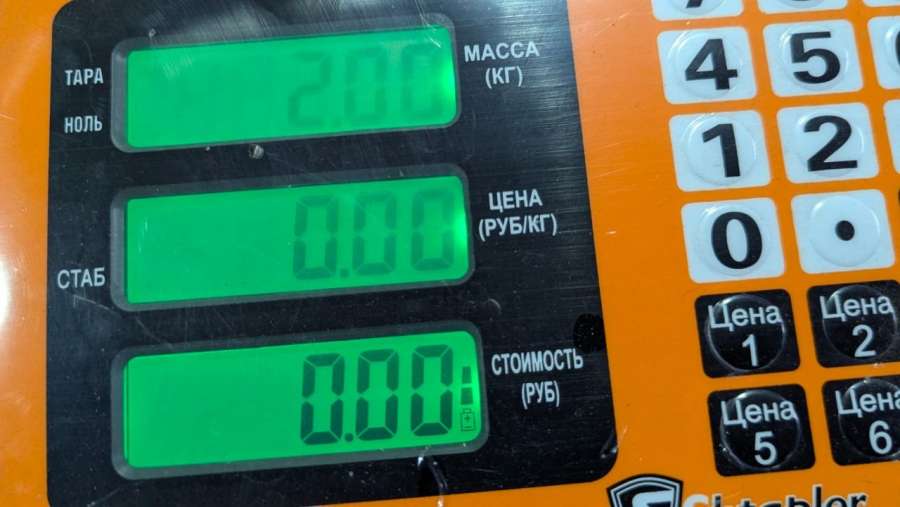 ТАРА
НОЛЬ
2.00
МАССА
(КГ)
СТАБ
0.00
ЦЕНА
(РУБ/КГ)
0.00
СТОИМОСТЬ
(РУБ)
4 5
1 2
0 .
Цена 1
Цена 2
Цена 5
Цена 6